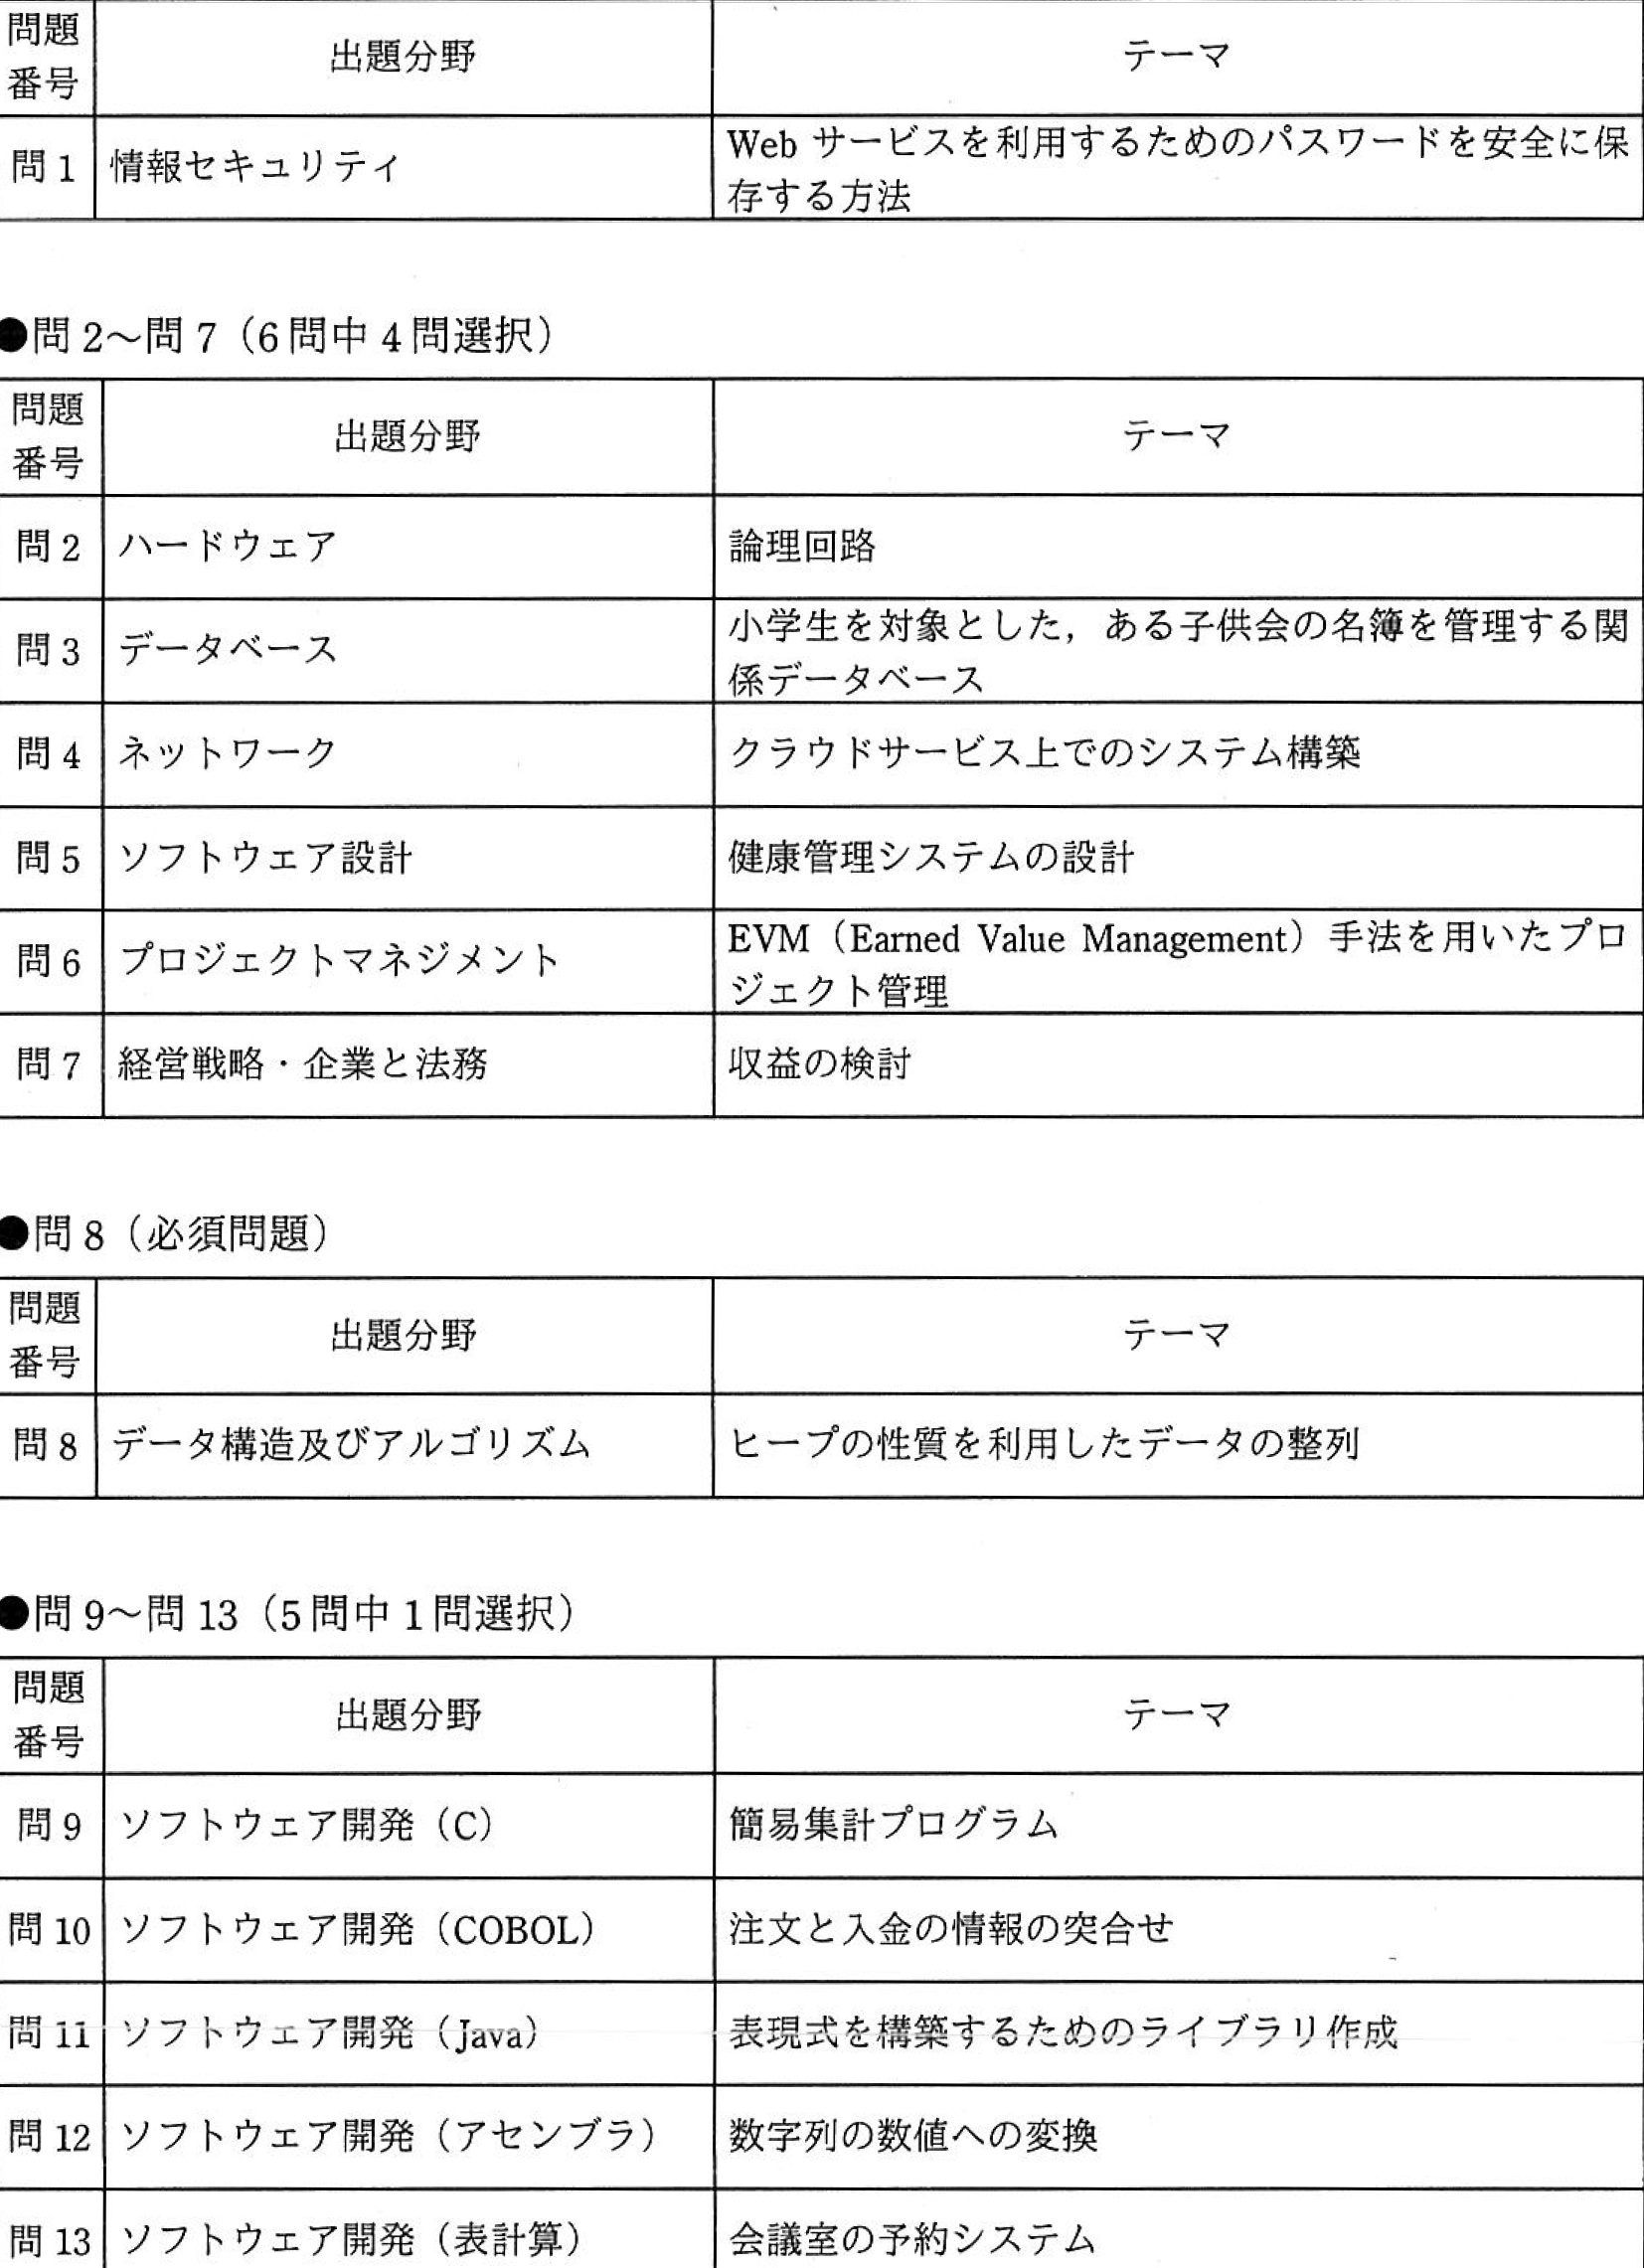 問題
番号
出題分野
テーマ
問 1
情報セキュリティ
Web サービスを利用するためのパスワードを安全に保
存する方法
●問 2～問 7（6 問中 4 問選択）
問題
番号
出題分野
テーマ
問 2
ハードウェア
論理回路
問 3
データベース
小学生を対象とした，ある子供会の名簿を管理する関
係データベース
問 4
ネットワーク
クラウドサービス上でのシステム構築
問 5
ソフトウェア設計
健康管理システムの設計
問 6
プロジェクトマネジメント
EVM（Earned Value Management）手法を用いたプロ
ジェクト管理
問 7
経営戦略・企業と法務
収益の検討
●問 8（必須問題）
問題
番号
出題分野
テーマ
問 8
データ構造及びアルゴリズム
ヒープの性質を利用したデータの整列
●問 9～問 13（5 問中 1 問選択）
問題
番号
出題分野
テーマ
問 9
ソフトウェア開発（C）
簡易集計プログラム
問 10
ソフトウェア開発（COBOL）
注文と入金の情報の突合せ
問 11
ソフトウェア開発（Java）
表現式を構築するためのライブラリ作成
問 12
ソフトウェア開発（アセンブラ）
数字列の数値への変換
問 13
ソフトウェア開発（表計算）
会議室の予約システム